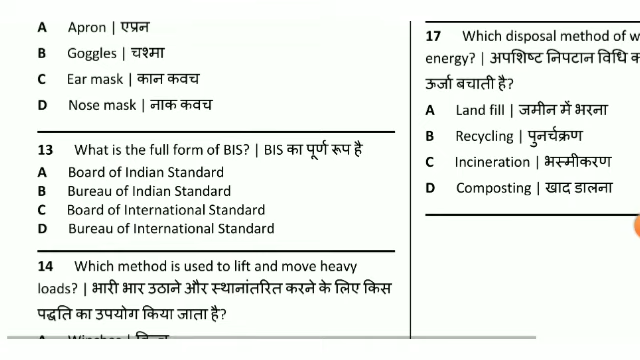 A Apron | एप्रन
B Goggles | चश्मा
C Ear mask | कान कवच
D Nose mask | नाक कवच
13 What is the full form of BIS? | BIS का पूर्ण रूप है
A Board of Indian Standard
B Bureau of Indian Standard
C Board of International Standard
D Bureau of International Standard
14 Which method is used to lift and move heavy
loads? | भारी भार उठाने और स्थानांतरित करने के लिए किस
पद्धति का उपयोग किया जाता है?
17 Which disposal method of w
energy? | अपशिष्ट निपटान विधि क
ऊर्जा बचाती है?
A Land fill | जमीन में भरना
B Recycling | पुनर्चक्रण
C Incineration | भस्मीकरण
D Composting | खाद डालना